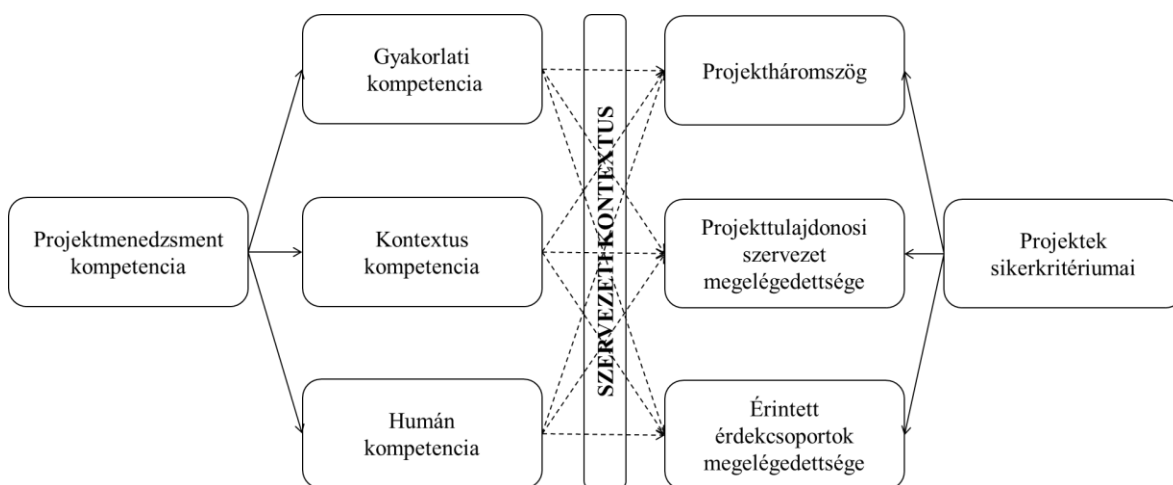 Projektmenedzsment
kompetencia
Gyakorlati
kompetencia
Kontextus
kompetencia
Humán
kompetencia
SZERVEZETI KONTEXTUS
Projektháromszög
Projekttulajdonosi
szervezet
megelégedettsége
Érintett
érdekcsoportok
megelégedettsége
Projektek
sikerkritériumai